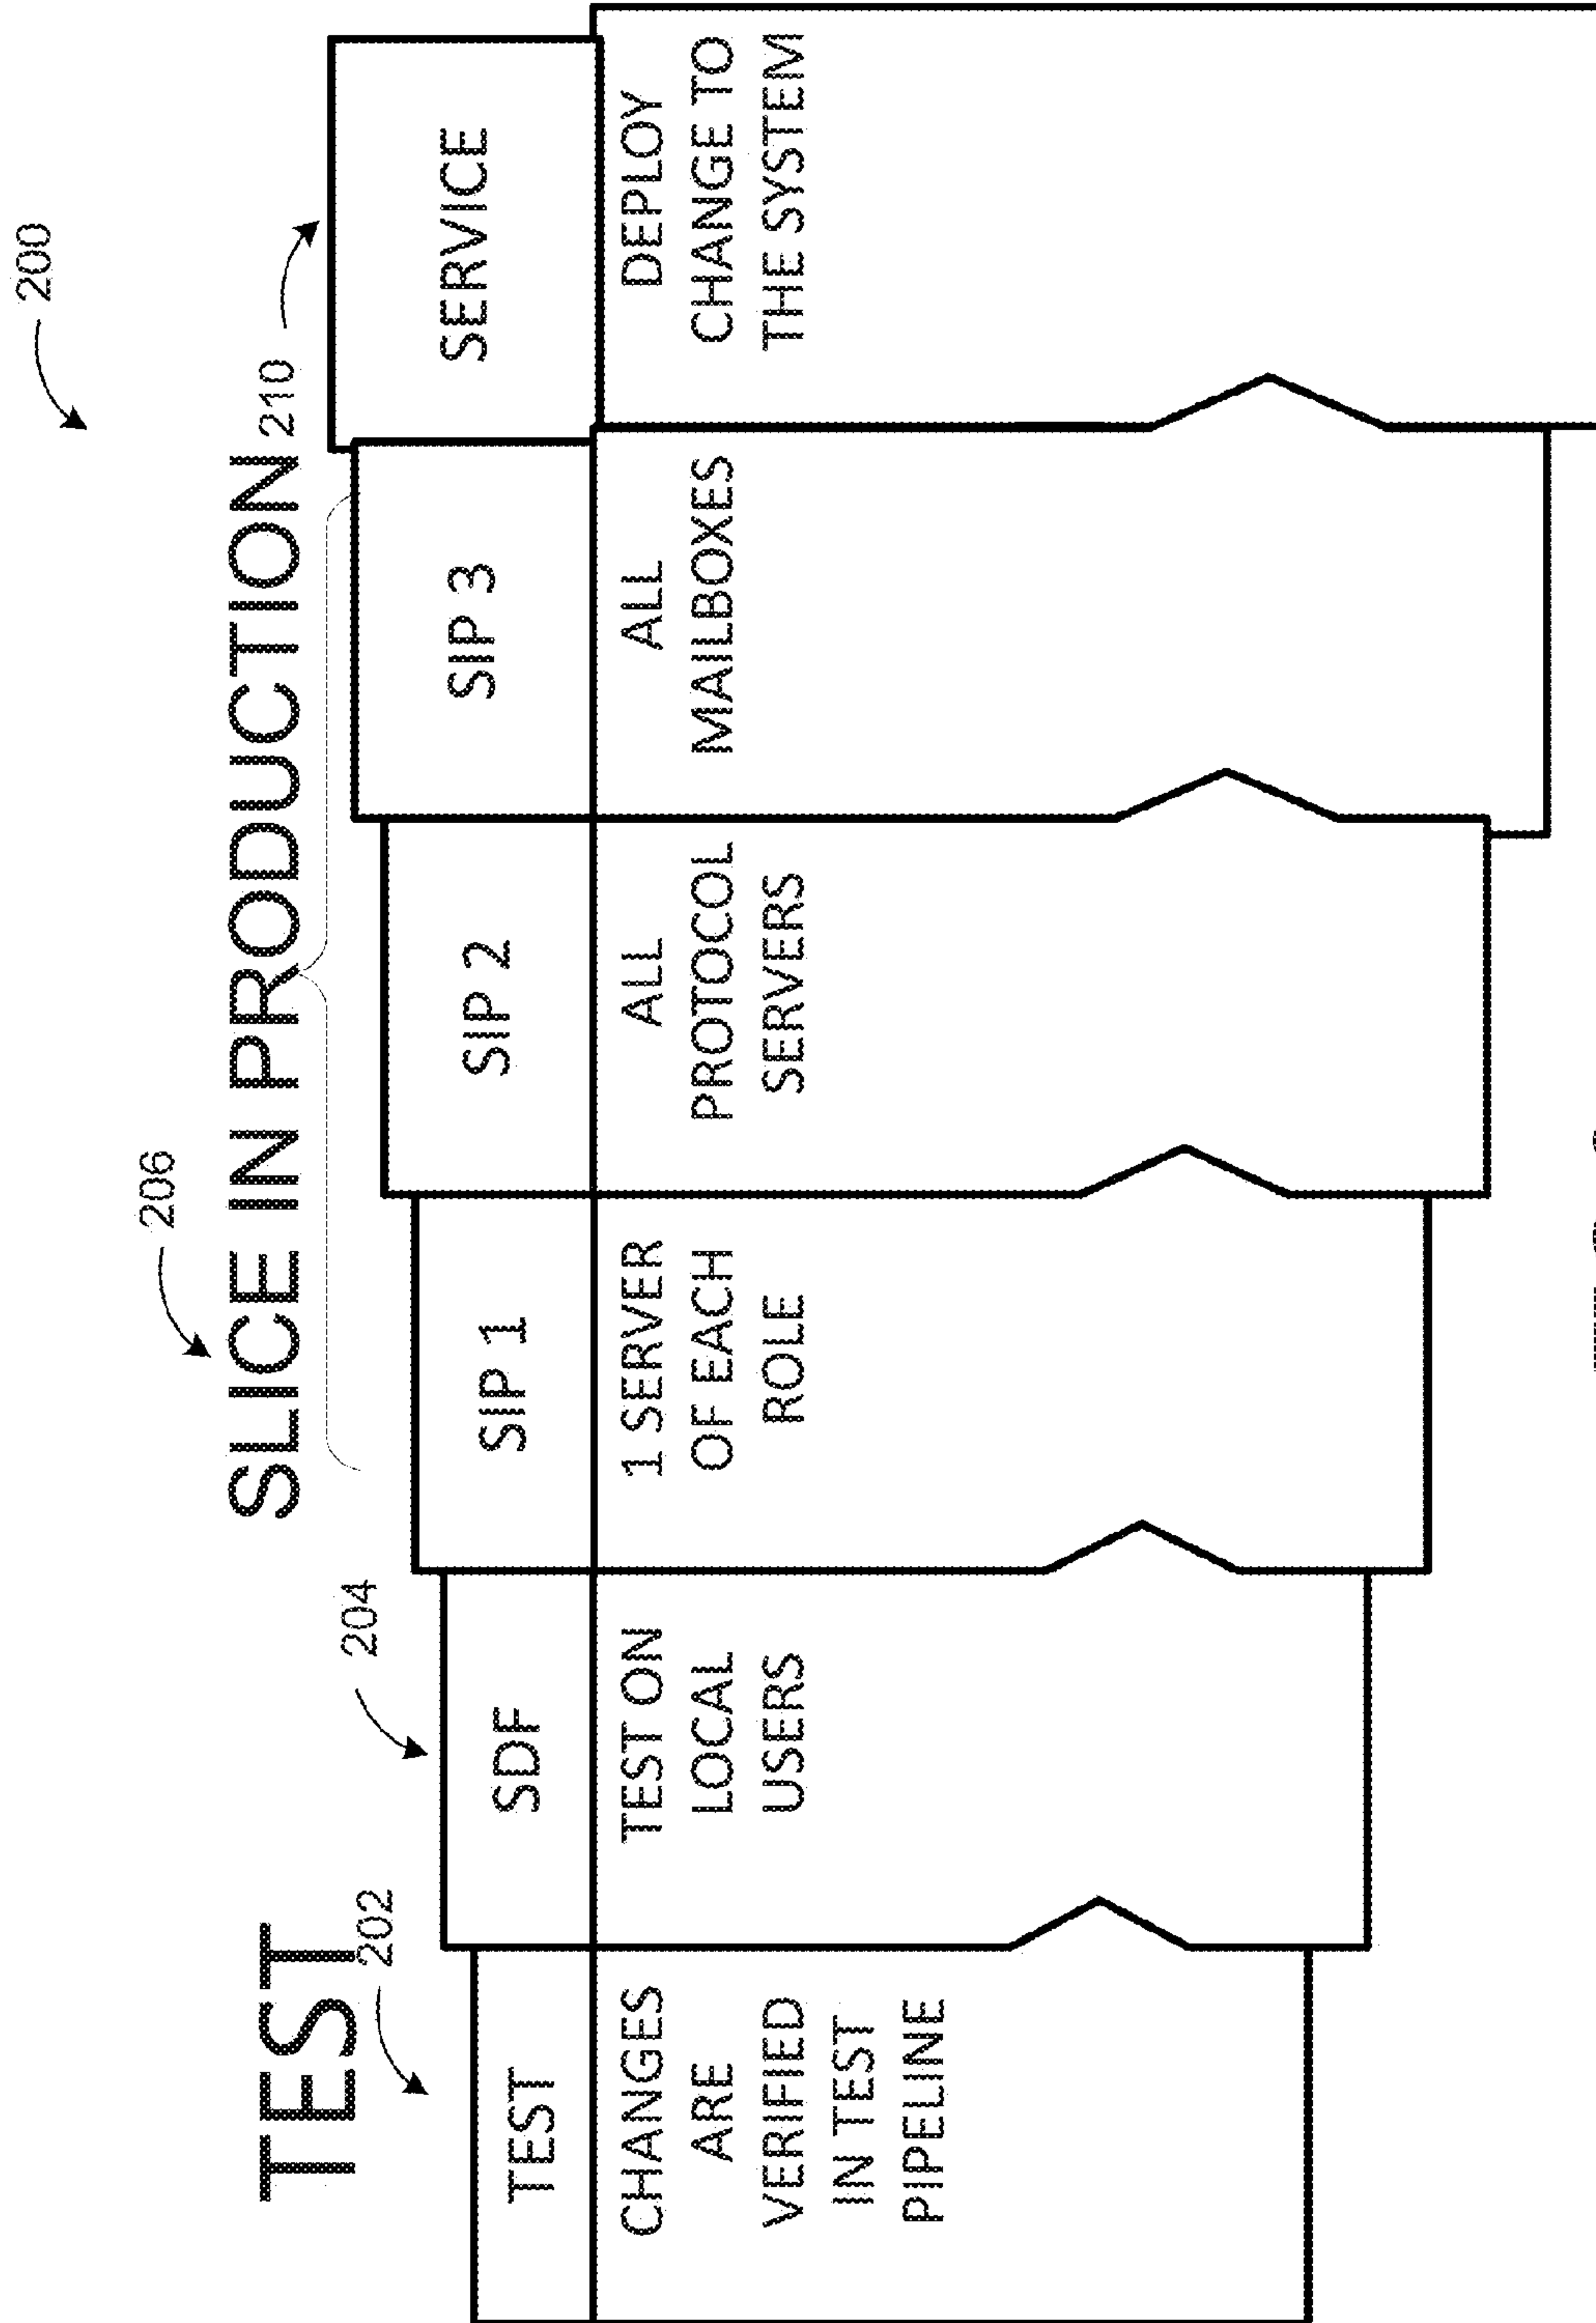 200
206
SLICE IN PRODUCTION
210
TEST
202
204
TEST
SDF
SIP 1
SIP 2
SIP 3
SERVICE
CHANGES
ARE
VERIFIED
IN TEST
PIPELINE
TEST ON
LOCAL
USERS
1 SERVER
OF EACH
ROLE
ALL
PROTOCOL
SERVERS
ALL
MAILBOXES
DEPLOY
CHANGE TO
THE SYSTEM